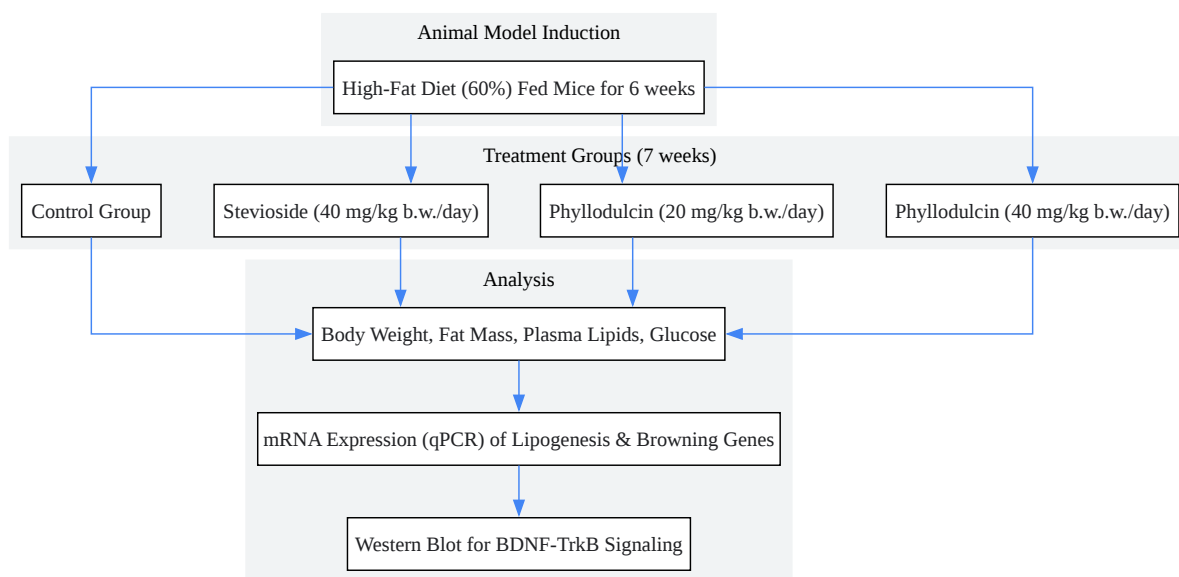 Animal Model Induction
High-Fat Diet (60%) Fed Mice for 6 weeks
Treatment Groups (7 weeks)
Control Group
Stevioside (40 mg/kg b.w./day)
Phyllodulcin (20 mg/kg b.w./day)
Phyllodulcin (40 mg/kg b.w./day)
Analysis
Body Weight, Fat Mass, Plasma Lipids, Glucose
mRNA Expression (qPCR) of Lipogenesis & Browning Genes
Western Blot for BDNF-TrkB Signaling